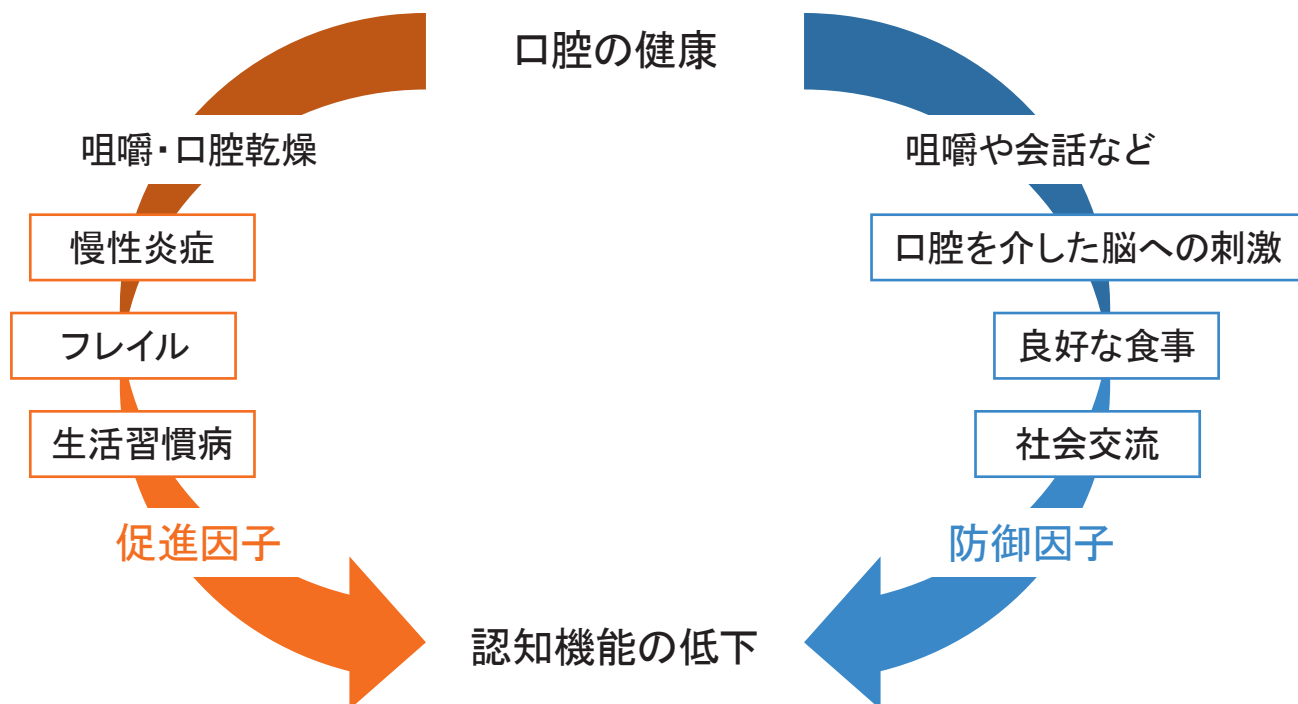 口腔の健康
咀嚼・口腔乾燥
慢性炎症
フレイル
生活習慣病
促進因子
咀嚼や会話など
口腔を介した脳への刺激
良好な食事
社会交流
防御因子
認知機能の低下